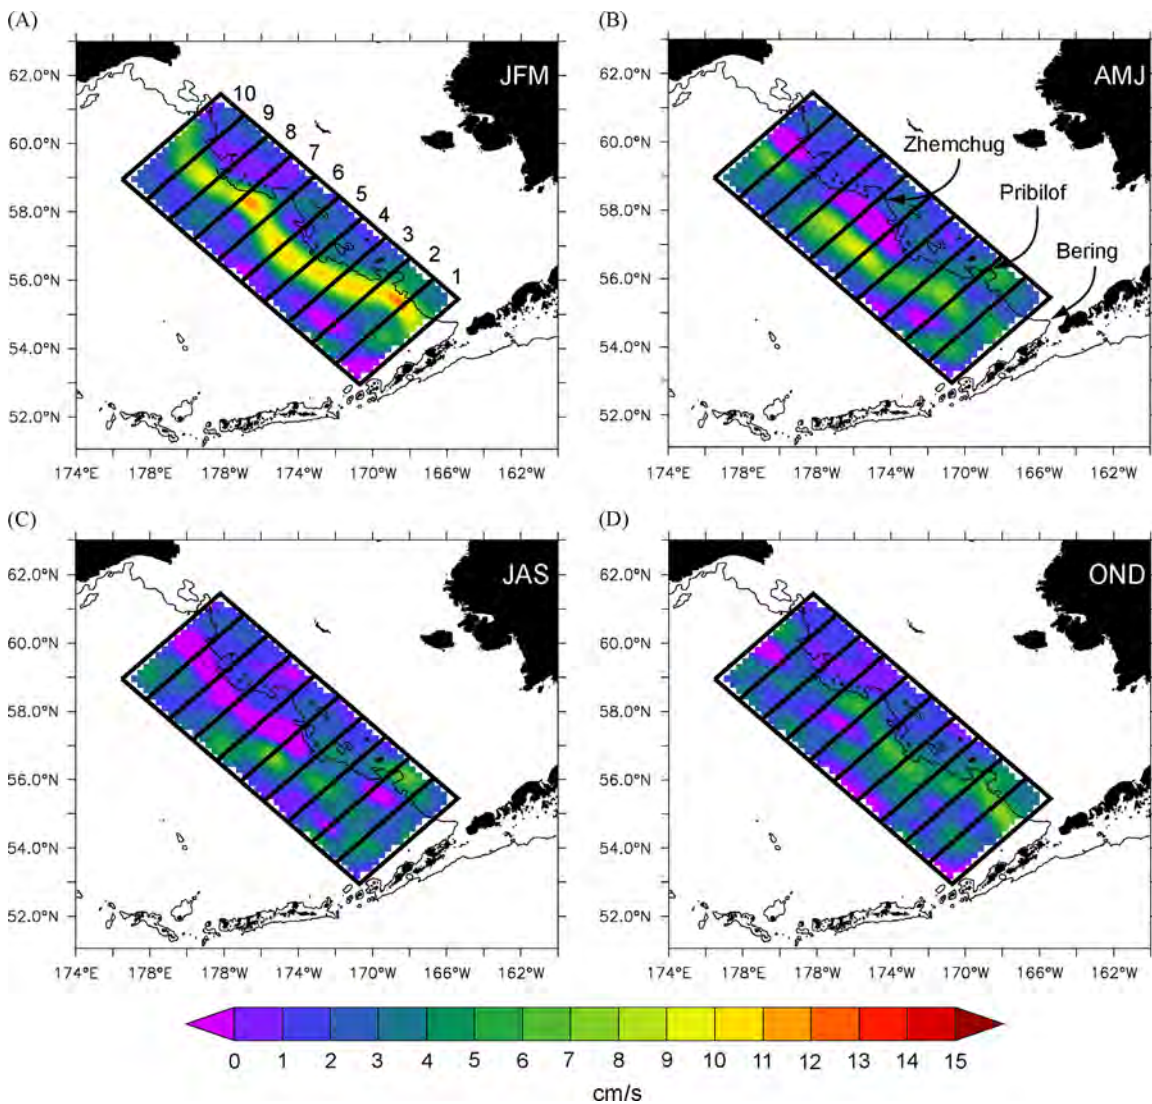 (A)
JFM
62.0°N
60.0°N
58.0°N
56.0°N
54.0°N
52.0°N
10
9
8
7
6
5
4
3
2
1
174°E 178°E 178°W 174°W 170°W 166°W 162°W
(B)
AMJ
62.0°N
60.0°N
58.0°N
56.0°N
54.0°N
52.0°N
Zhemchug
Pribilof
Bering
174°E 178°E 178°W 174°W 170°W 166°W 162°W
(C)
JAS
62.0°N
60.0°N
58.0°N
56.0°N
54.0°N
52.0°N
174°E 178°E 178°W 174°W 170°W 166°W 162°W
(D)
OND
62.0°N
60.0°N
58.0°N
56.0°N
54.0°N
52.0°N
174°E 178°E 178°W 174°W 170°W 166°W 162°W
0 1 2 3 4 5 6 7 8 9 10 11 12 13 14 15
cm/s